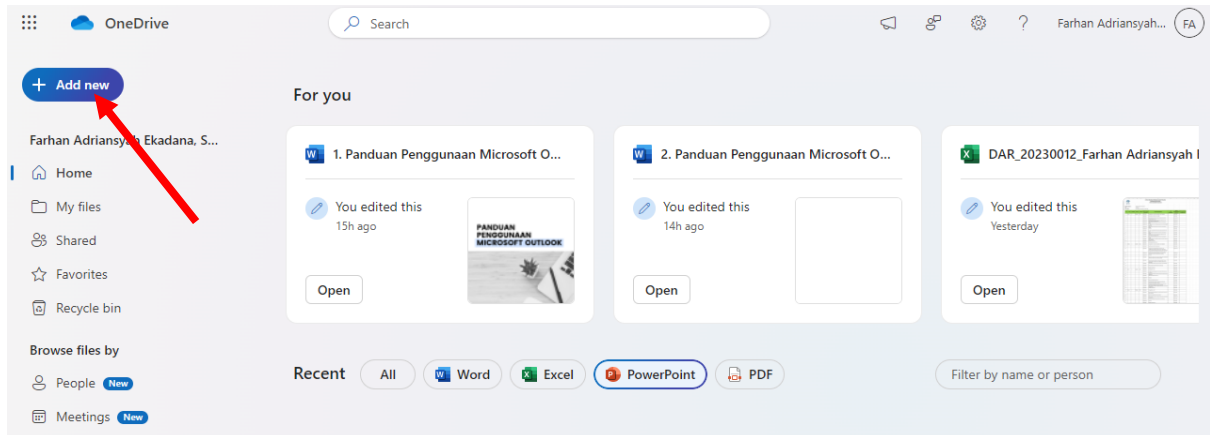 OneDrive
Search
Farhan Adriansyah...
FA
Add new
For you
Farhan Adriansyah Ekadana, S...
Home
My files
Shared
Favorites
Recycle bin
Browse files by
People New
Meetings New
1. Panduan Penggunaan Microsoft O...
You edited this
15h ago
PANDUAN
PENGGUNAAN
MICROSOFT OUTLOOK
Open
2. Panduan Penggunaan Microsoft O...
You edited this
14h ago
Open
DAR_20230012_Farhan Adriansyah
You edited this
Yesterday
Open
Recent
All
Word
Excel
PowerPoint
PDF
Filter by name or person